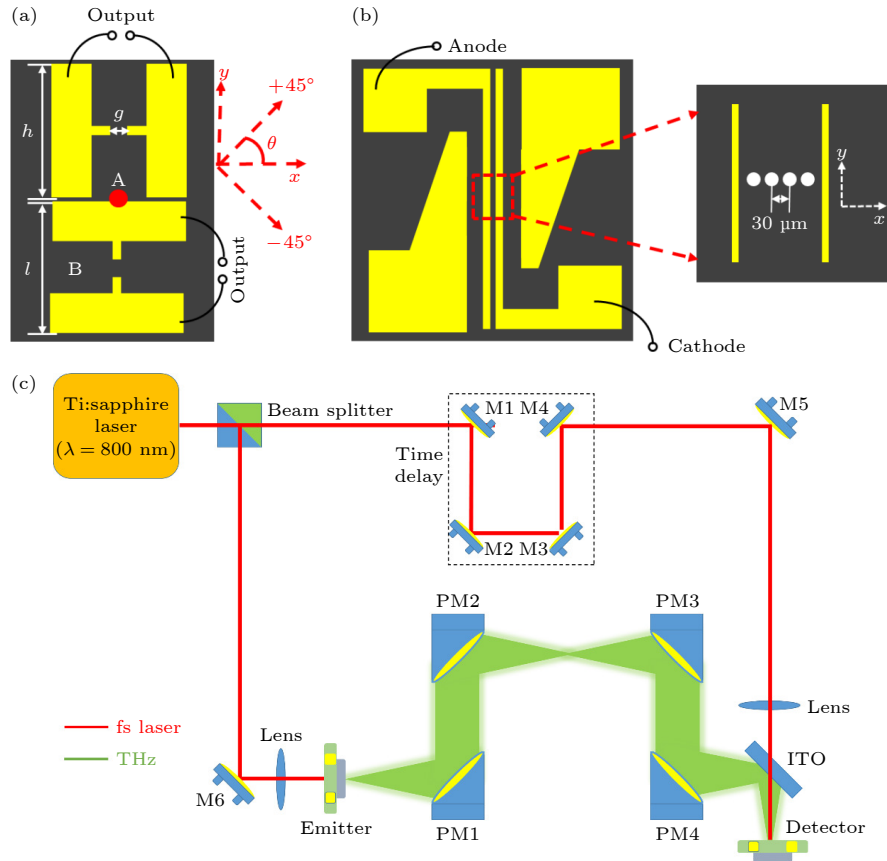 (a)
Output
h
g
A
y
+45°
θ
x
−45°
l
B
Output
(b)
Anode
Cathode
30 µm
y
x
(c)
Ti:sapphire
laser
(λ = 800 nm)
Beam splitter
Time
delay
M1 M4
M2 M3
M5
PM2
PM3
fs laser
THz
Lens
M6
Emitter
PM1
PM4
Lens
ITO
Detector